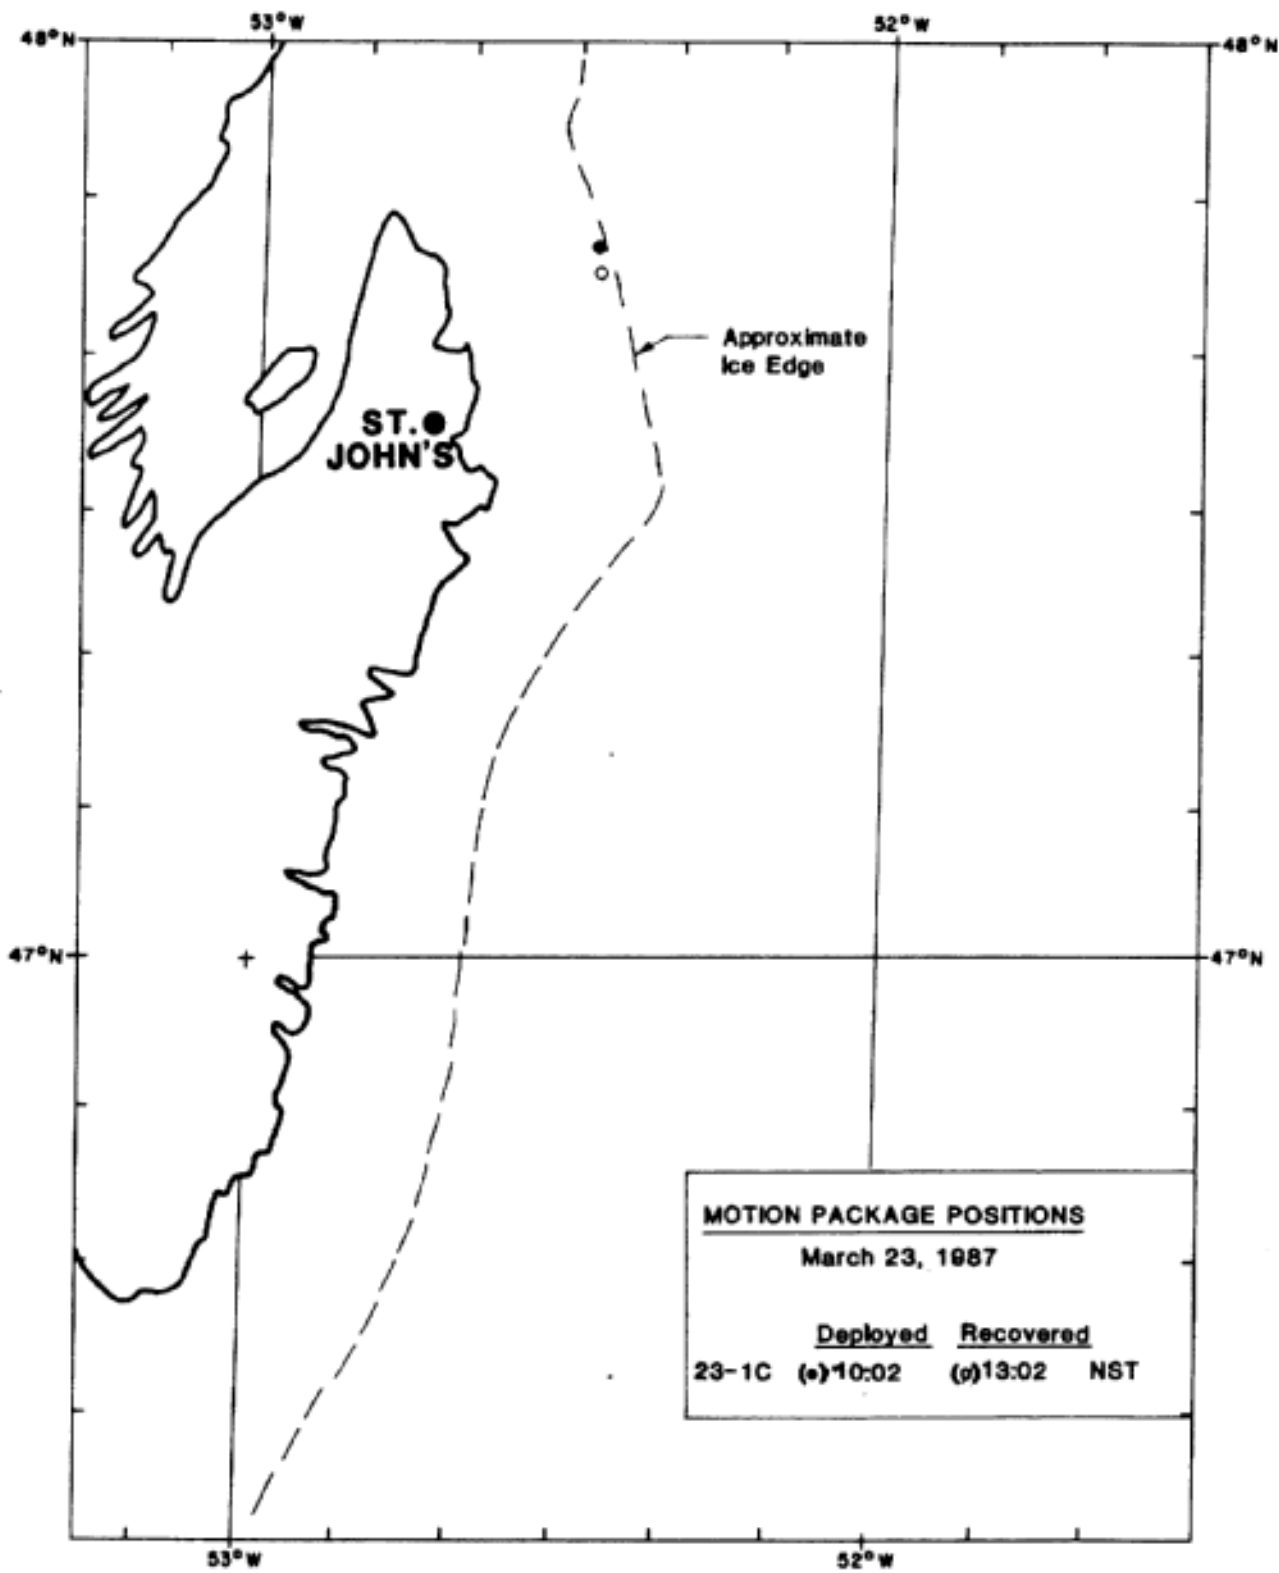 53°W 52°W
48°N 48°N
Approximate
Ice Edge
ST.
JOHN'S
47°N 47°N
MOTION PACKAGE POSITIONS
March 23, 1987
Deployed Recovered
23-1C (●) 10:02 (o) 13:02 NST
53°W 52°W